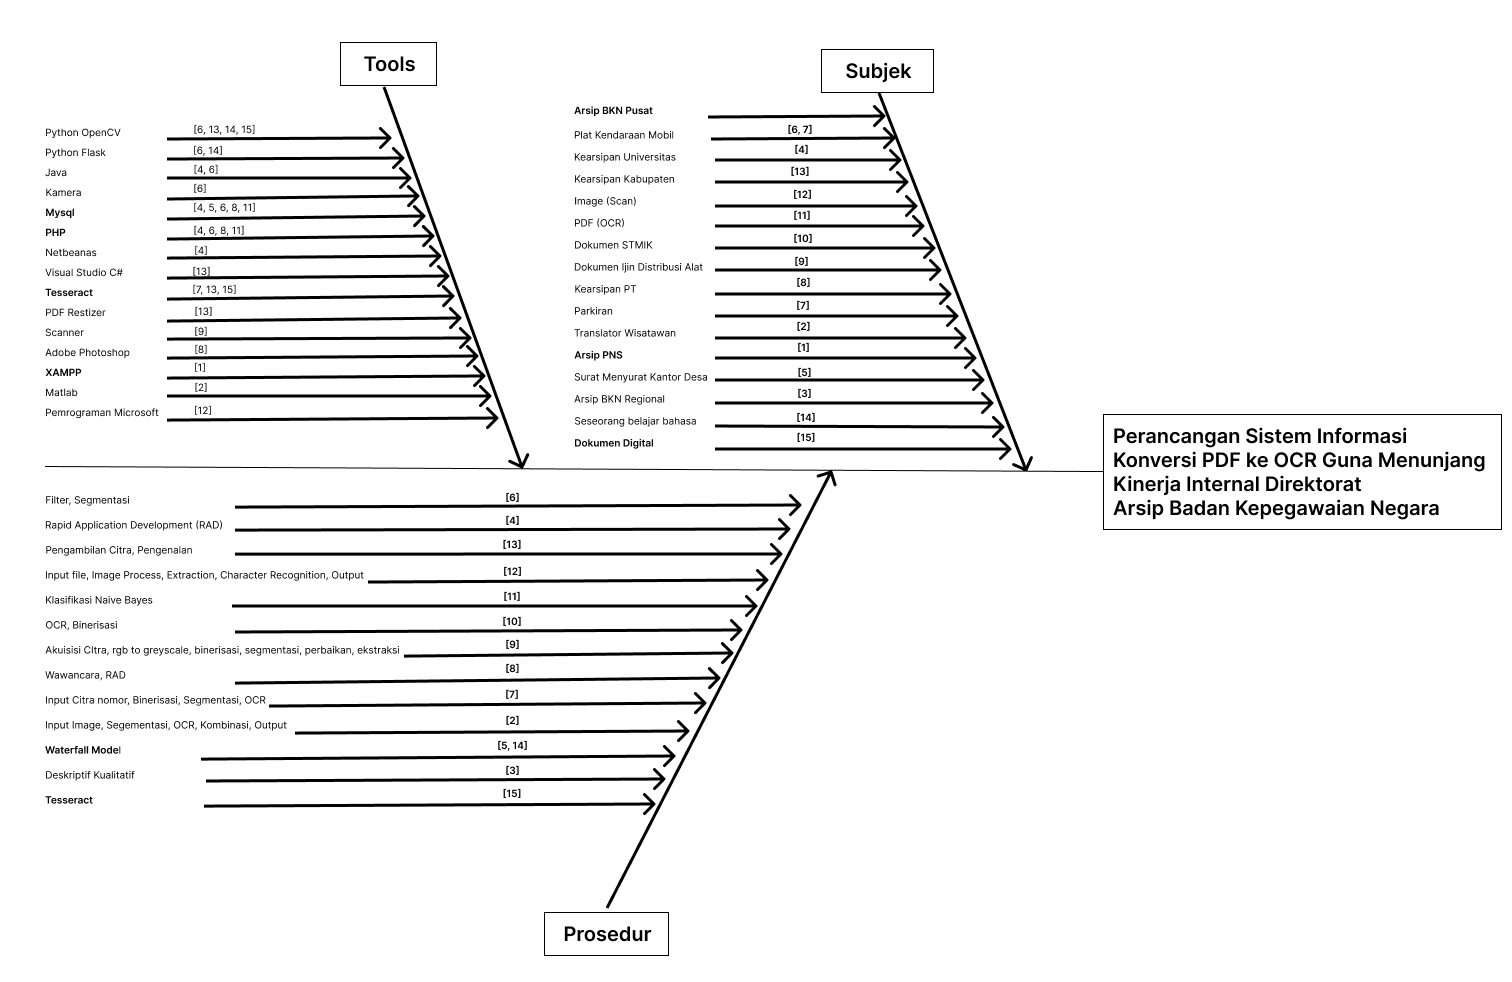 Tools
Python OpenCV [6, 13, 14, 15]
Python Flask [6, 14]
Java [4, 6]
Kamera [6]
Mysql [4, 5, 6, 8, 11]
PHP [4, 6, 8, 11]
Netbeanas [4]
Visual Studio C# [13]
Tesseract [7, 13, 15]
PDF Restizer [13]
Scanner [9]
Adobe Photoshop [8]
XAMPP [1]
Matlab [2]
Pemrograman Microsoft [12]
Subjek
Arsip BKN Pusat
Plat Kendaraan Mobil [6, 7]
Kearsipan Universitas [4]
Kearsipan Kabupaten [13]
Image (Scan) [12]
PDF (OCR) [11]
Dokumen STMIK [10]
Dokumen Ijin Distribusi Alat [9]
Kearsipan PT [8]
Parkiran [7]
Translator Wisatawan [2]
Arsip PNS [1]
Surat Menyurat Kantor Desa [5]
Arsip BKN Regional [3]
Seseorang belajar bahasa [14]
Dokumen Digital [15]
Perancangan Sistem Informasi
Konversi PDF ke OCR Guna Menunjang
Kinerja Internal Direktorat
Arsip Badan Kepegawaian Negara
Filter, Segmentasi [6]
Rapid Application Development (RAD) [4]
Pengambilan Citra, Pengenalan [13]
Input file, Image Process, Extraction, Character Recognition, Output [12]
Klasifikasi Naive Bayes [11]
OCR, Binerisasi [10]
Akuisisi CItra, rgb to greyscale, binerisasi, segmentasi, perbaikan, ekstraksi [9]
Wawancara, RAD [8]
Input Citra nomor, Binerisasi, Segmentasi, OCR [7]
Input Image, Segementasi, OCR, Kombinasi, Output [2]
Waterfall Model [5, 14]
Deskriptif Kualitatif [3]
Tesseract [15]
Prosedur